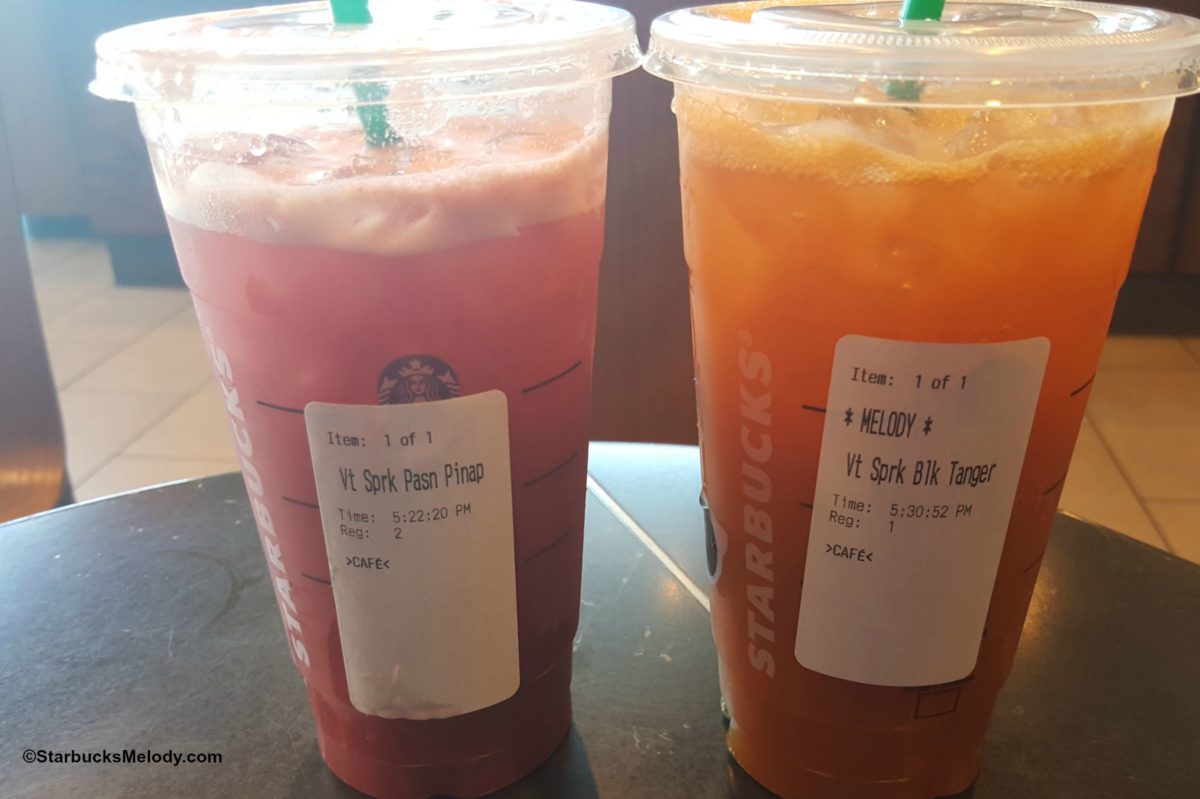 STARBUCKS
Item: 1 of 1
Vt Sprk Pasn Pinap
Time: 5:22:20 PM
Reg: 2
>CAFÉ<
STARBUCKS
Item: 1 of 1
* MELODY *
Vt Sprk Blk Tanger
Time: 5:30:52 PM
Reg: 1
>CAFÉ<
©StarbucksMelody.com